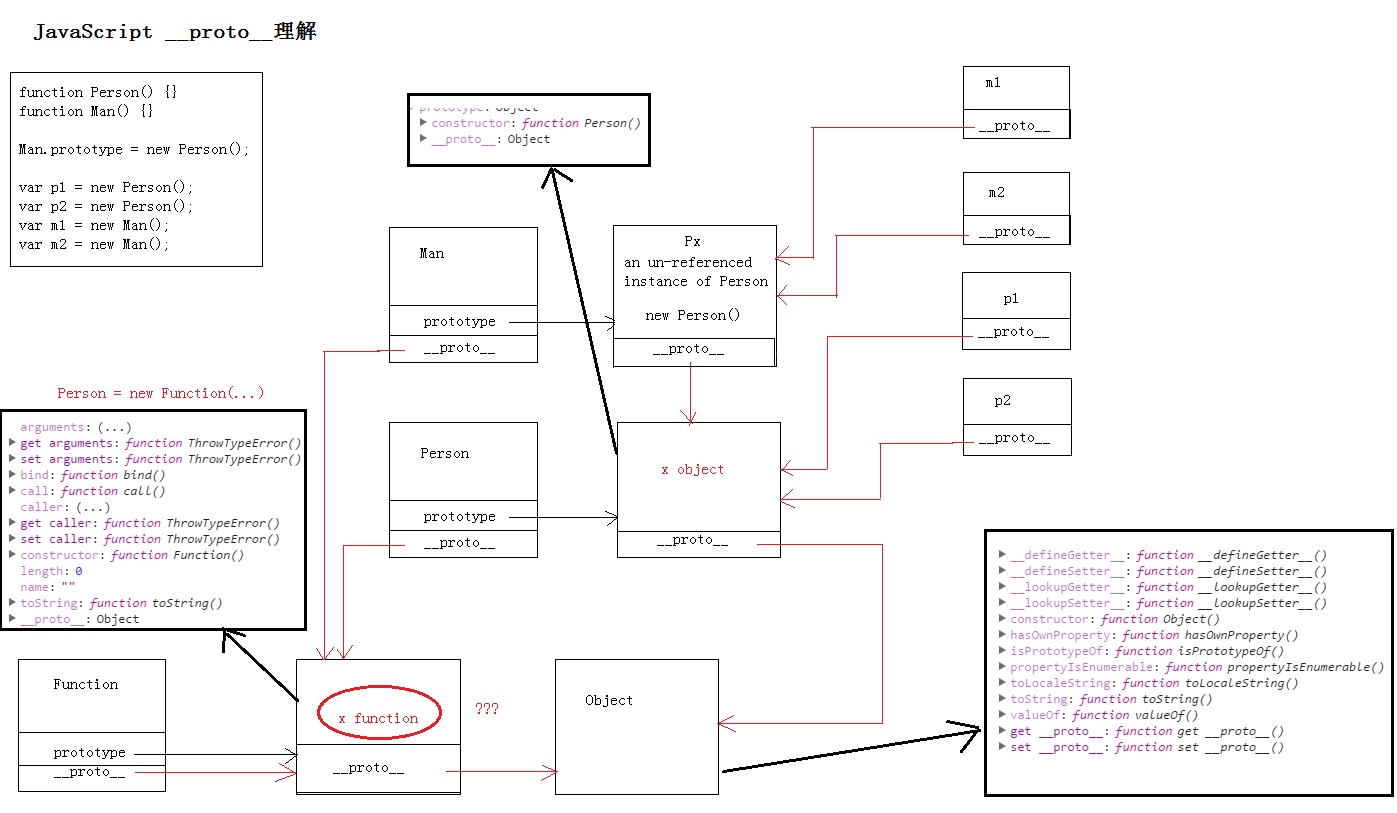 JavaScript __proto__理解
function Person() {}
function Man() {}
Man.prototype = new Person();
var p1 = new Person();
var p2 = new Person();
var m1 = new Man();
var m2 = new Man();
prototype: Object
constructor: function Person()
__proto__: Object
m1
__proto__
m2
__proto__
p1
__proto__
p2
__proto__
Man
prototype
__proto__
Px
an un-referenced
instance of Person
new Person()
__proto__
Person = new Function(...)
arguments: (...)
get arguments: function ThrowTypeError()
set arguments: function ThrowTypeError()
bind: function bind()
call: function call()
caller: (...)
get caller: function ThrowTypeError()
set caller: function ThrowTypeError()
constructor: function Function()
length: 0
name: ""
toString: function toString()
__proto__: Object
Person
prototype
__proto__
x object
__proto__
__defineGetter__: function __defineGetter__()
__defineSetter__: function __defineSetter__()
__lookupGetter__: function __lookupGetter__()
__lookupSetter__: function __lookupSetter__()
constructor: function Object()
hasOwnProperty: function hasOwnProperty()
isPrototypeOf: function isPrototypeOf()
propertyIsEnumerable: function propertyIsEnumerable()
toLocaleString: function toLocaleString()
toString: function toString()
valueOf: function valueOf()
get __proto__: function get __proto__()
set __proto__: function set __proto__()
Function
prototype
__proto__
x function
???
__proto__
Object